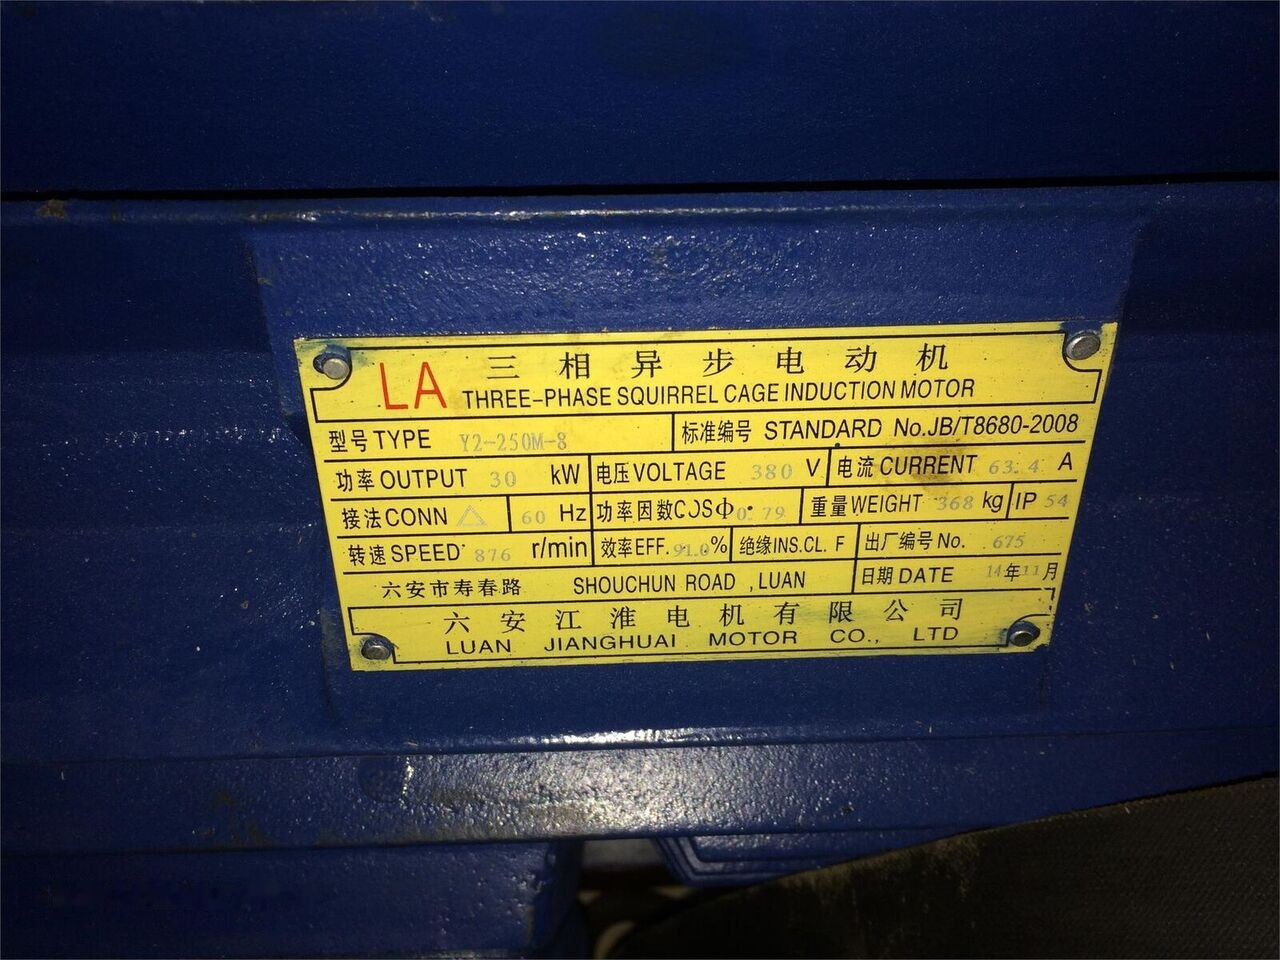 LA 三相异步电动机
THREE-PHASE SQUIRREL CAGE INDUCTION MOTOR
型号 TYPE Y2-250M-8 标准编号 STANDARD No.JB/T8680-2008
功率 OUTPUT 30 kW 电压 VOLTAGE 380 V 电流 CURRENT 63.4 A
接法 CONN △ 60 Hz 功率因数 COSΦ 0.79 重量 WEIGHT 368 kg IP 54
转速 SPEED 876 r/min 效率 EFF. 91.0% 绝缘 INS.CL. F 出厂编号 No. 675
六安市寿春路 SHOUCHUN ROAD ,LUAN 日期 DATE 14年11月
六安江淮电机有限公司
LUAN JIANGHUAI MOTOR CO., LTD